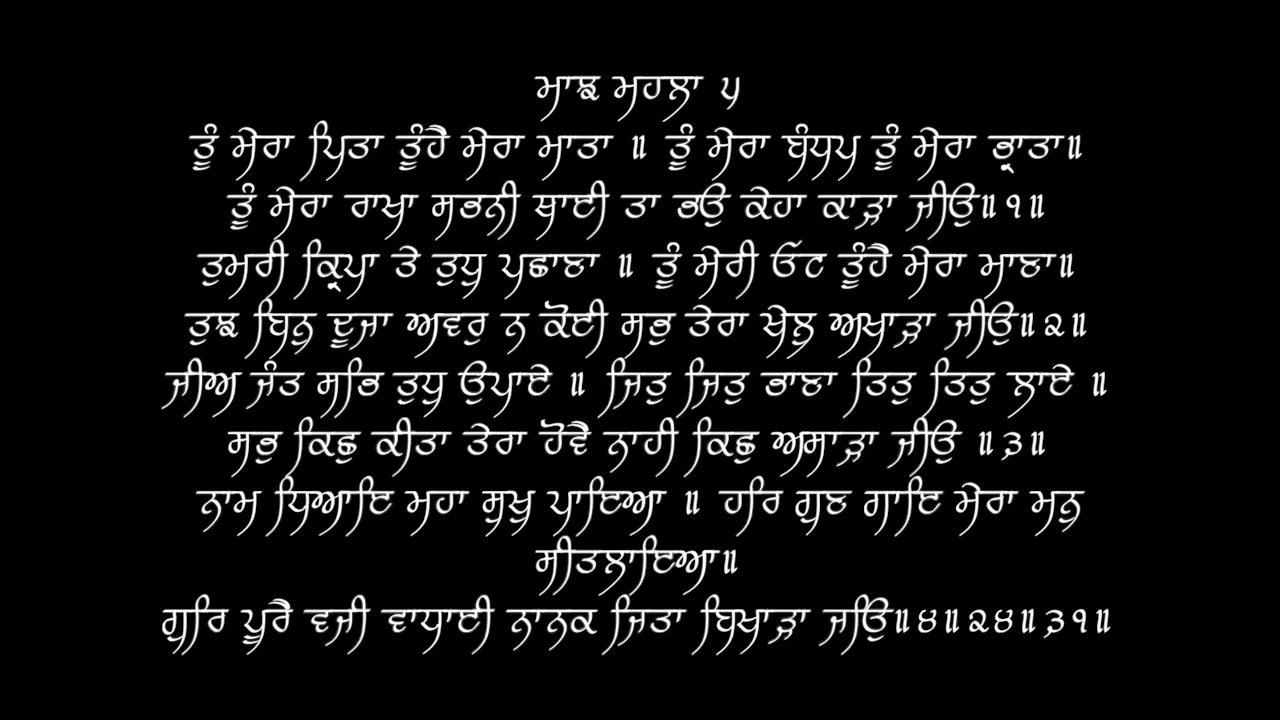 ਮਾਝ ਮਹਲਾ ੫
ਤੂੰ ਮੇਰਾ ਪਿਤਾ ਤੂੰਹੈ ਮੇਰਾ ਮਾਤਾ ॥ ਤੂੰ ਮੇਰਾ ਬੰਧਪ ਤੂੰ ਮੇਰਾ ਭ੍ਰਾਤਾ॥
ਤੂੰ ਮੇਰਾ ਰਾਖਾ ਸਭਨੀ ਥਾਈ ਤਾ ਭਉ ਕੇਹਾ ਕਾੜਾ ਜੀਉ॥੧॥
ਤੁਮਰੀ ਕ੍ਰਿਪਾ ਤੇ ਤੁਧੁ ਪਛਾਣਾ ॥ ਤੂੰ ਮੇਰੀ ਓਟ ਤੂੰਹੈ ਮੇਰਾ ਮਾਣਾ॥
ਤੁਝ ਬਿਨੁ ਦੂਜਾ ਅਵਰੁ ਨ ਕੋਈ ਸਭੁ ਤੇਰਾ ਖੇਲੁ ਅਖਾੜਾ ਜੀਉ॥੨॥
ਜੀਅ ਜੰਤ ਸਭਿ ਤੁਧੁ ਉਪਾਏ ॥ ਜਿਤੁ ਜਿਤੁ ਭਾਣਾ ਤਿਤੁ ਤਿਤੁ ਲਾਏ ॥
ਸਭੁ ਕਿਛੁ ਕੀਤਾ ਤੇਰਾ ਹੋਵੈ ਨਾਹੀ ਕਿਛੁ ਅਸਾੜਾ ਜੀਉ ॥੩॥
ਨਾਮ ਧਿਆਇ ਮਹਾ ਸੁਖੁ ਪਾਇਆ ॥ ਹਰਿ ਗੁਣ ਗਾਇ ਮੇਰਾ ਮਨੁ
ਸੀਤਲਾਇਆ॥
ਗੁਰਿ ਪੂਰੈ ਵਜੀ ਵਾਧਾਈ ਨਾਨਕ ਜਿਤਾ ਬਿਖਾੜਾ ਜਉਿ॥੪॥੨੪॥੩੧॥